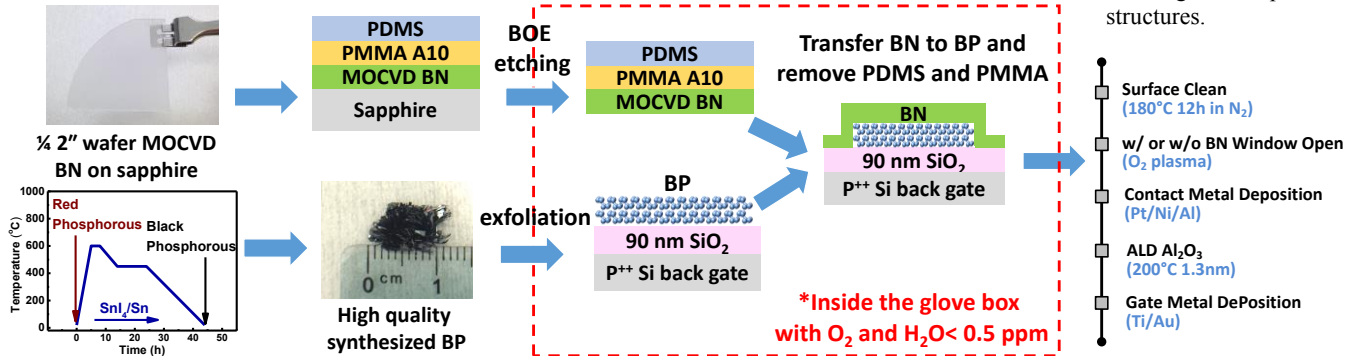 structures.
PDMS
PMMA A10
MOCVD BN
Sapphire
¼ 2" wafer MOCVD
BN on sapphire
BOE
etching
PDMS
PMMA A10
MOCVD BN
Transfer BN to BP and
remove PDMS and PMMA
BN
90 nm SiO₂
P⁺⁺ Si back gate
Temperature (°C)
1000
800
600
400
200
0
Red
Phosphorous
Black
Phosphorous
SnI₄/Sn
0 10 20 30 40 50
Time (h)
0 cm 1
High quality
synthesized BP
exfoliation
BP
90 nm SiO₂
P⁺⁺ Si back gate
*Inside the glove box
with O₂ and H₂O< 0.5 ppm
Surface Clean
(180°C 12h in N₂)
w/ or w/o BN Window Open
(O₂ plasma)
Contact Metal Deposition
(Pt/Ni/Al)
ALD Al₂O₃
(200°C 1.3nm)
Gate Metal DePosition
(Ti/Au)